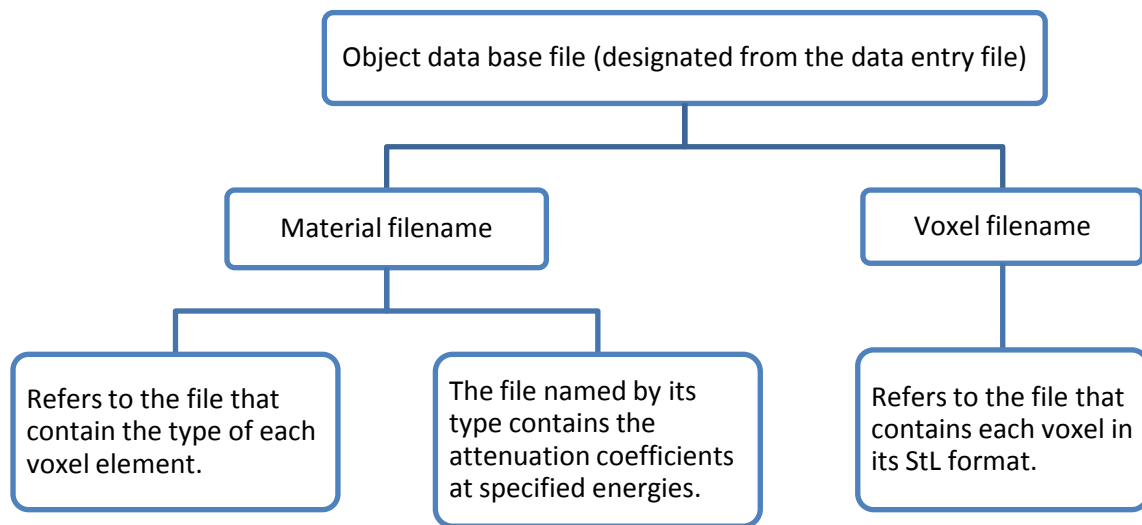 Object data base file (designated from the data entry file)
Material filename
Voxel filename
Refers to the file that
contain the type of each
voxel element.
The file named by its
type contains the
attenuation coefficients
at specified energies.
Refers to the file that
contains each voxel in
its StL format.